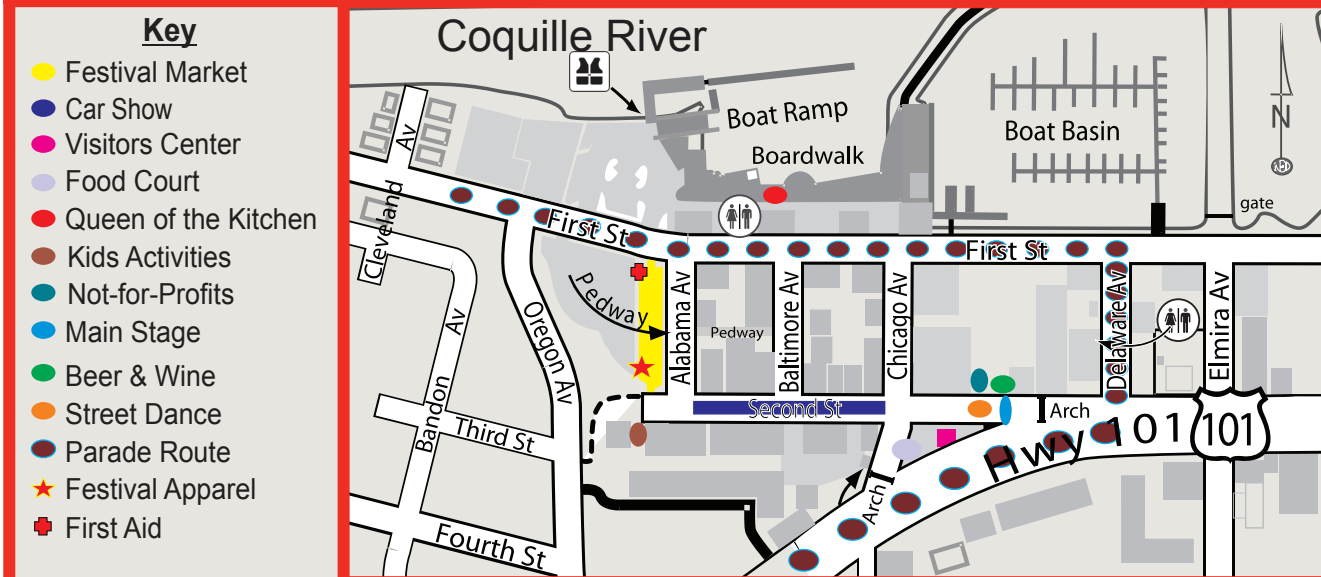 Key
Festival Market
Car Show
Visitors Center
Food Court
Queen of the Kitchen
Kids Activities
Not-for-Profits
Main Stage
Beer & Wine
Street Dance
Parade Route
Festival Apparel
First Aid
Coquille River
Boat Ramp
Boardwalk
Boat Basin
N
gate
Cleveland Av
First St
First St
Pedway
Pedway
Oregon Av
Alabama Av
Baltimore Av
Chicago Av
Delaware Av
Elmira Av
Bandon Av
Second St
Third St
Fourth St
Arch
Arch
Hwy 101
101